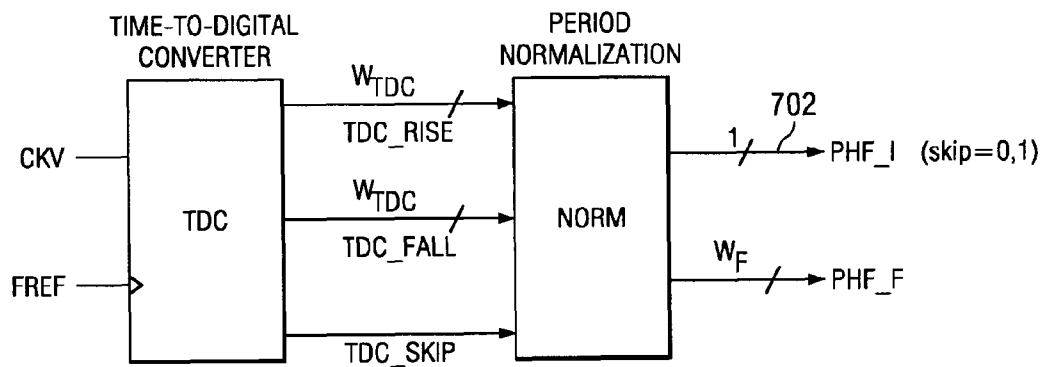 TIME-TO-DIGITAL
CONVERTER
PERIOD
NORMALIZATION
W_TDC
TDC_RISE
702
CKV
1
PHF_I (skip=0,1)
W_TDC
TDC
TDC_FALL
NORM
FREF
W_F
PHF_F
TDC_SKIP